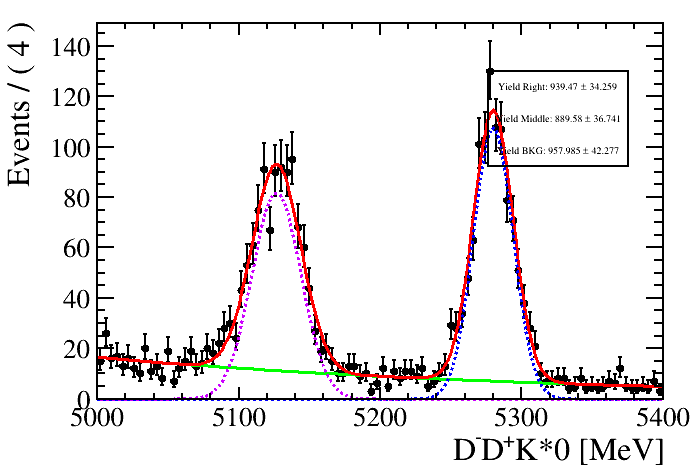 Events / ( 4 )
140
120
100
80
60
40
20
0
Yield Right: 939.47 ± 34.259
Yield Middle: 889.58 ± 36.741
Yield BKG: 957.985 ± 42.277
5000 5100 5200 5300 5400
D⁻D⁺K*0 [MeV]